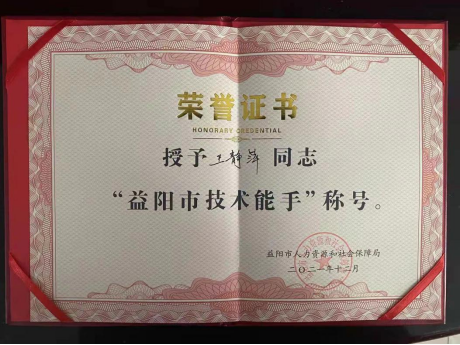 荣誉证书
HONORARY CREDENTIAL
授予王静萍同志
“益阳市技术能手”称号。
益阳市人力资源和社会保障局
二〇二一年十二月